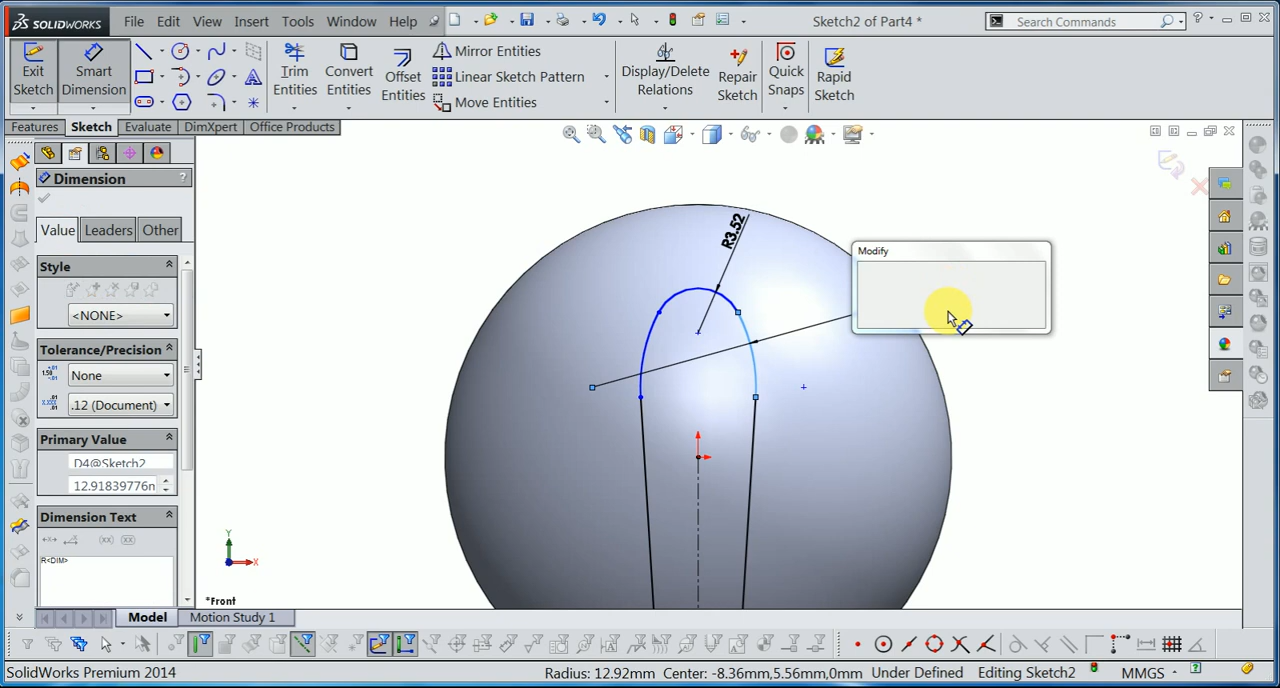 SOLIDWORKS File Edit View Insert Tools Window Help Sketch2 of Part4 * Search Commands ?
Exit Sketch
Smart Dimension
Trim Entities
Convert Entities
Offset Entities
Mirror Entities
Linear Sketch Pattern
Move Entities
Display/Delete Relations
Repair Sketch
Quick Snaps
Rapid Sketch
Features Sketch Evaluate DimXpert Office Products
Dimension ?
Value Leaders Other
Style
<NONE>
Tolerance/Precision
None
.12 (Document)
Primary Value
D4@Sketch2
12.91839776n
Dimension Text
R<DIM>
R3.52
Modify
Y
X
*Front
Model Motion Study 1
SolidWorks Premium 2014 Radius: 12.92mm Center: -8.36mm,5.56mm,0mm Under Defined Editing Sketch2 MMGS ?